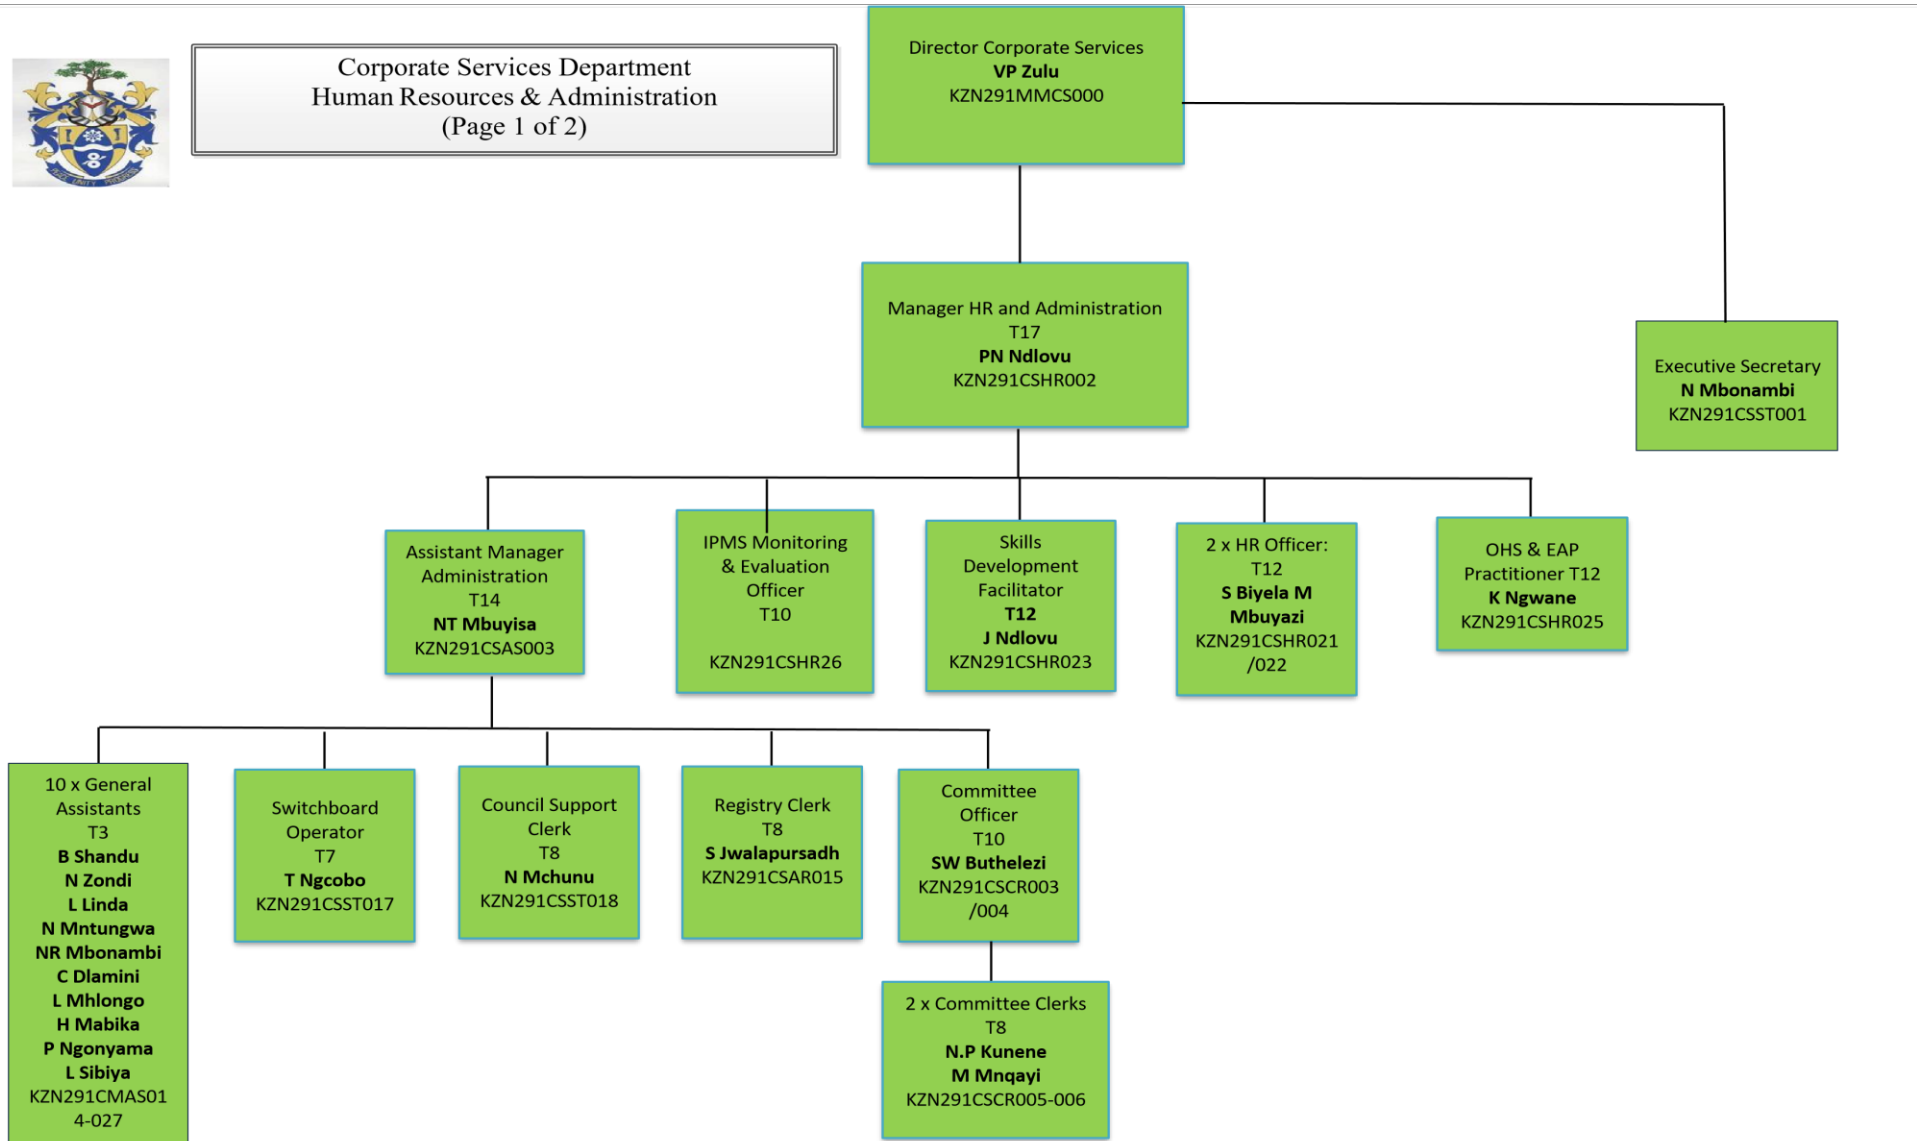 Corporate Services Department
Human Resources & Administration
(Page 1 of 2)
Director Corporate Services
VP Zulu
KZN291MMCS000
Manager HR and Administration
T17
PN Ndlovu
KZN291CSHR002
Executive Secretary
N Mbonambi
KZN291CSST001
Assistant Manager
Administration
T14
NT Mbuyisa
KZN291CSAS003
IPMS Monitoring
& Evaluation
Officer
T10
KZN291CSHR26
Skills
Development
Facilitator
T12
J Ndlovu
KZN291CSHR023
2 x HR Officer:
T12
S Biyela M
Mbuyazi
KZN291CSHR021
/022
OHS & EAP
Practitioner T12
K Ngwane
KZN291CSHR025
10 x General
Assistants
T3
B Shandu
N Zondi
L Linda
N Mntungwa
NR Mbonambi
C Dlamini
L Mhlongo
H Mabika
P Ngonyama
L Sibiya
KZN291CMAS01
4-027
Switchboard
Operator
T7
T Ngcobo
KZN291CSST017
Council Support
Clerk
T8
N Mchunu
KZN291CSST018
Registry Clerk
T8
S Jwalapursadh
KZN291CSAR015
Committee
Officer
T10
SW Buthelezi
KZN291CSCR003
/004
2 x Committee Clerks
T8
N.P Kunene
M Mnqayi
KZN291CSCR005-006